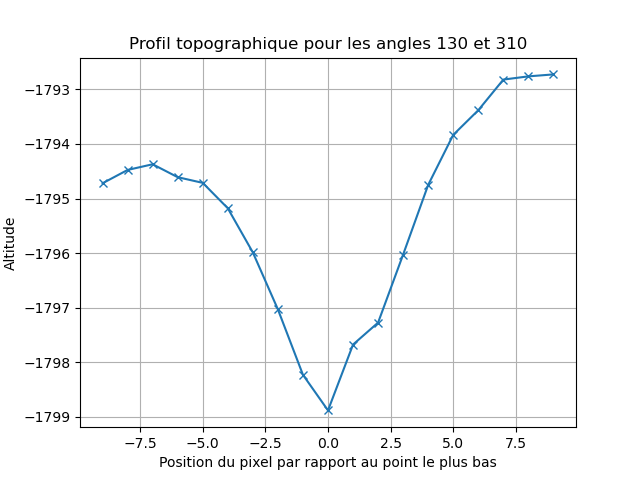 Profil topographique pour les angles 130 et 310
−1793
−1794
−1795
−1796
−1797
−1798
−1799
Altitude
−7.5 −5.0 −2.5 0.0 2.5 5.0 7.5
Position du pixel par rapport au point le plus bas